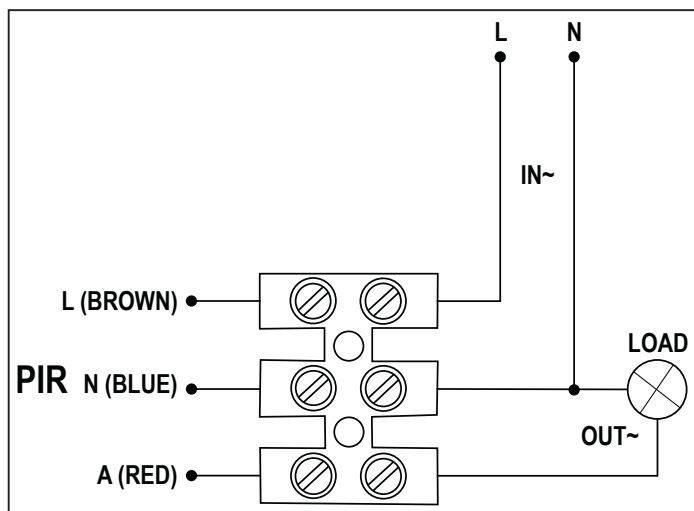 L N
IN~
L (BROWN)
LOAD
PIR N (BLUE)
OUT~
A (RED)